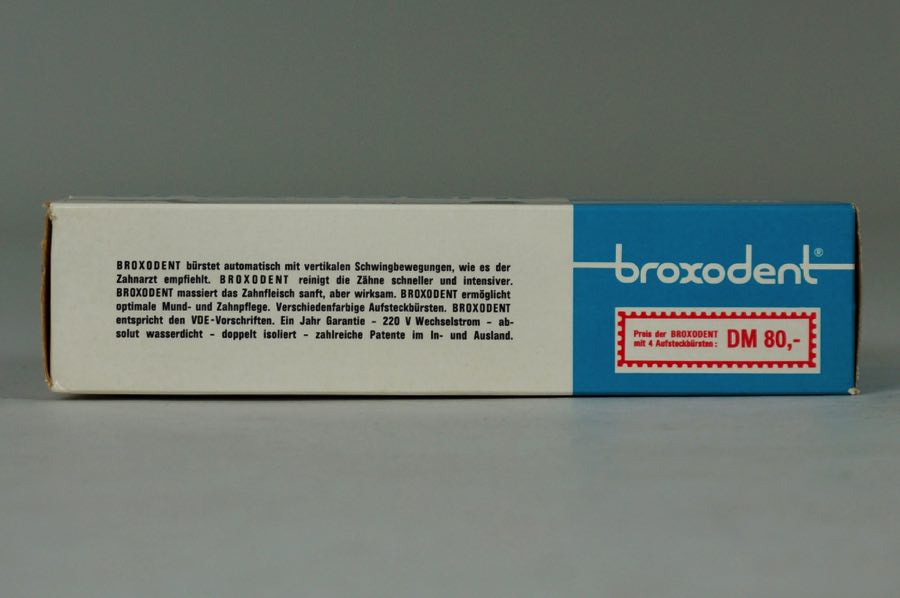 BROXODENT bürstet automatisch mit vertikalen Schwingbewegungen, wie es der
Zahnarzt empfiehlt. BROXODENT reinigt die Zähne schneller und intensiver.
BROXODENT massiert das Zahnfleisch sanft, aber wirksam. BROXODENT ermöglicht
optimale Mund- und Zahnpflege. Verschiedenfarbige Aufsteckbürsten. BROXODENT
entspricht den VDE-Vorschriften. Ein Jahr Garantie – 220 V Wechselstrom – ab-
solut wasserdicht – doppelt isoliert – zahlreiche Patente im In- und Ausland.
broxodent®
Preis der BROXODENT
mit 4 Aufsteckbürsten: DM 80,-